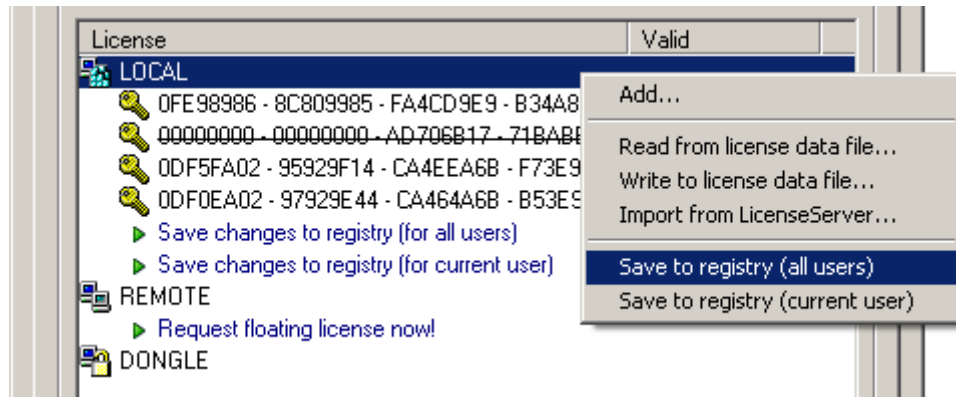 License Valid
LOCAL
0FE98986 - 8C809985 - FA4CD9E9 - B34A8
00000000 - 00000000 - AD706B17 - 71BABE
0DF5FA02 - 95929F14 - CA4EEA6B - F73E9
0DF0EA02 - 97929E44 - CA464A6B - B53E9
Save changes to registry (for all users)
Save changes to registry (for current user)
REMOTE
Request floating license now!
DONGLE
Add...
Read from license data file...
Write to license data file...
Import from LicenseServer...
Save to registry (all users)
Save to registry (current user)